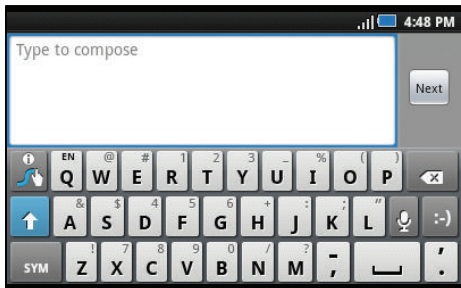 4:48 PM
Type to compose
Next
EN @ # 1 2 3 _ % ( )
Q W E R T Y U I O P
& $ 4 5 6 + : ; "
A S D F G H J K L :-)
! 7 8 9 0 / ? - '
SYM Z X C V B N M , .